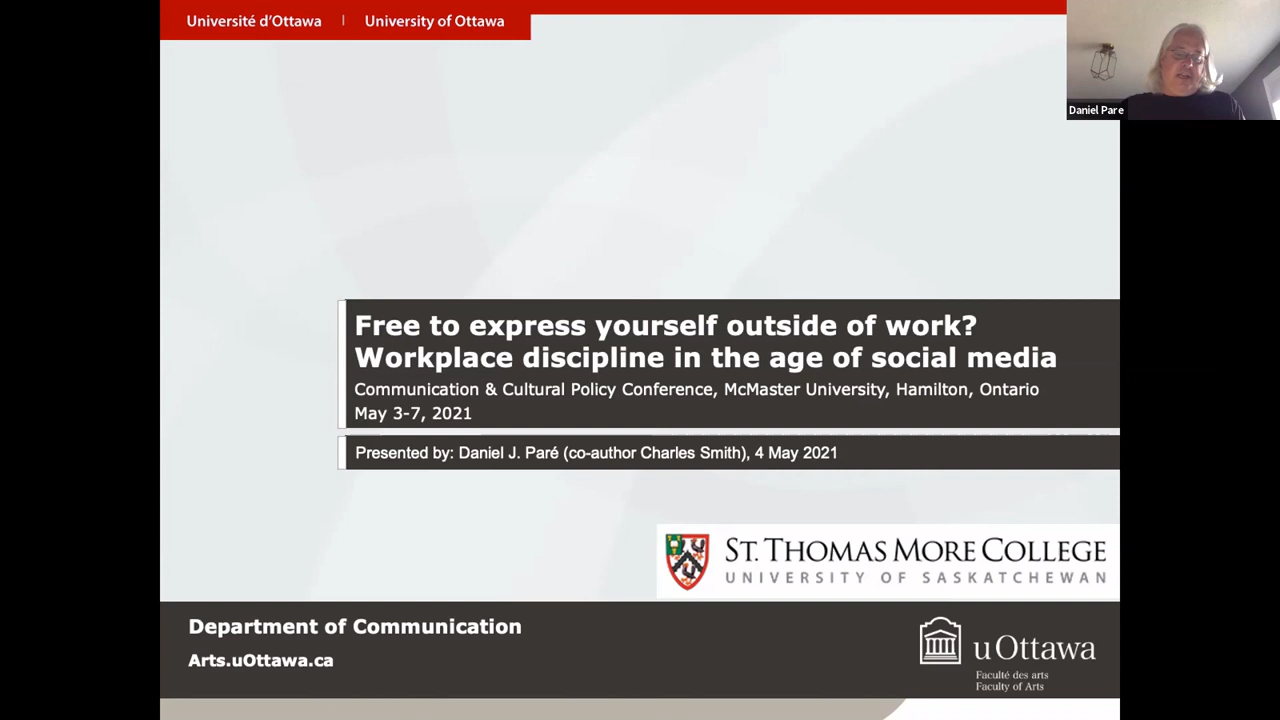 Université d'Ottawa | University of Ottawa
Daniel Pare
Free to express yourself outside of work?
Workplace discipline in the age of social media
Communication & Cultural Policy Conference, McMaster University, Hamilton, Ontario
May 3-7, 2021
Presented by: Daniel J. Paré (co-author Charles Smith), 4 May 2021
ST. THOMAS MORE COLLEGE
UNIVERSITY OF SASKATCHEWAN
Department of Communication
Arts.uOttawa.ca
uOttawa
Faculté des arts
Faculty of Arts